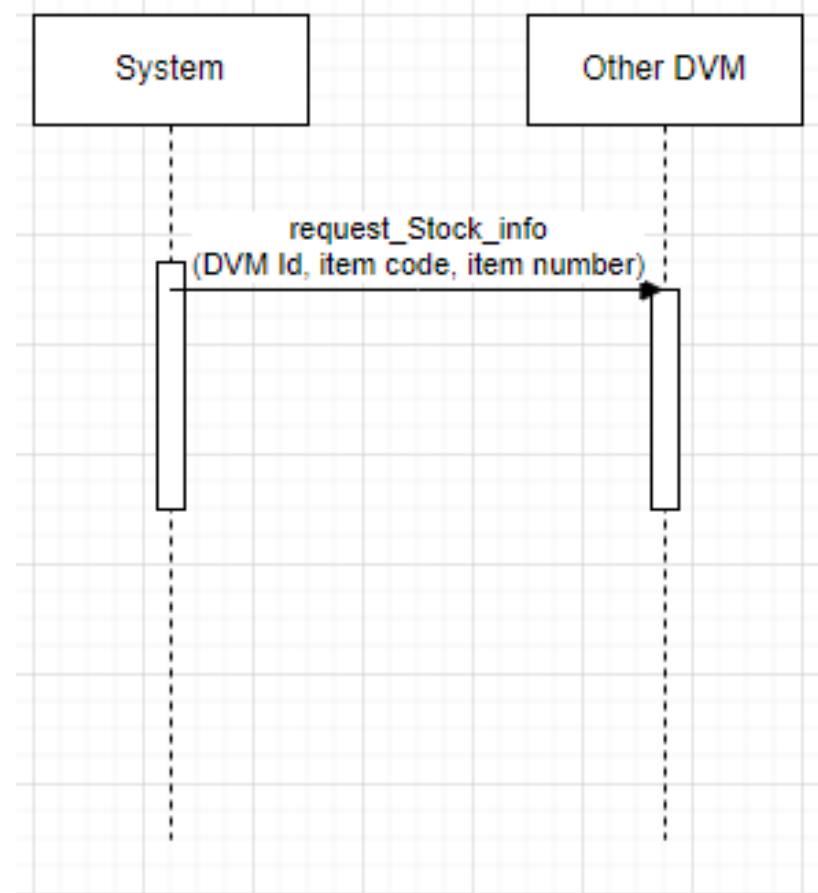 System
Other DVM
request_Stock_info
(DVM Id, item code, item number)